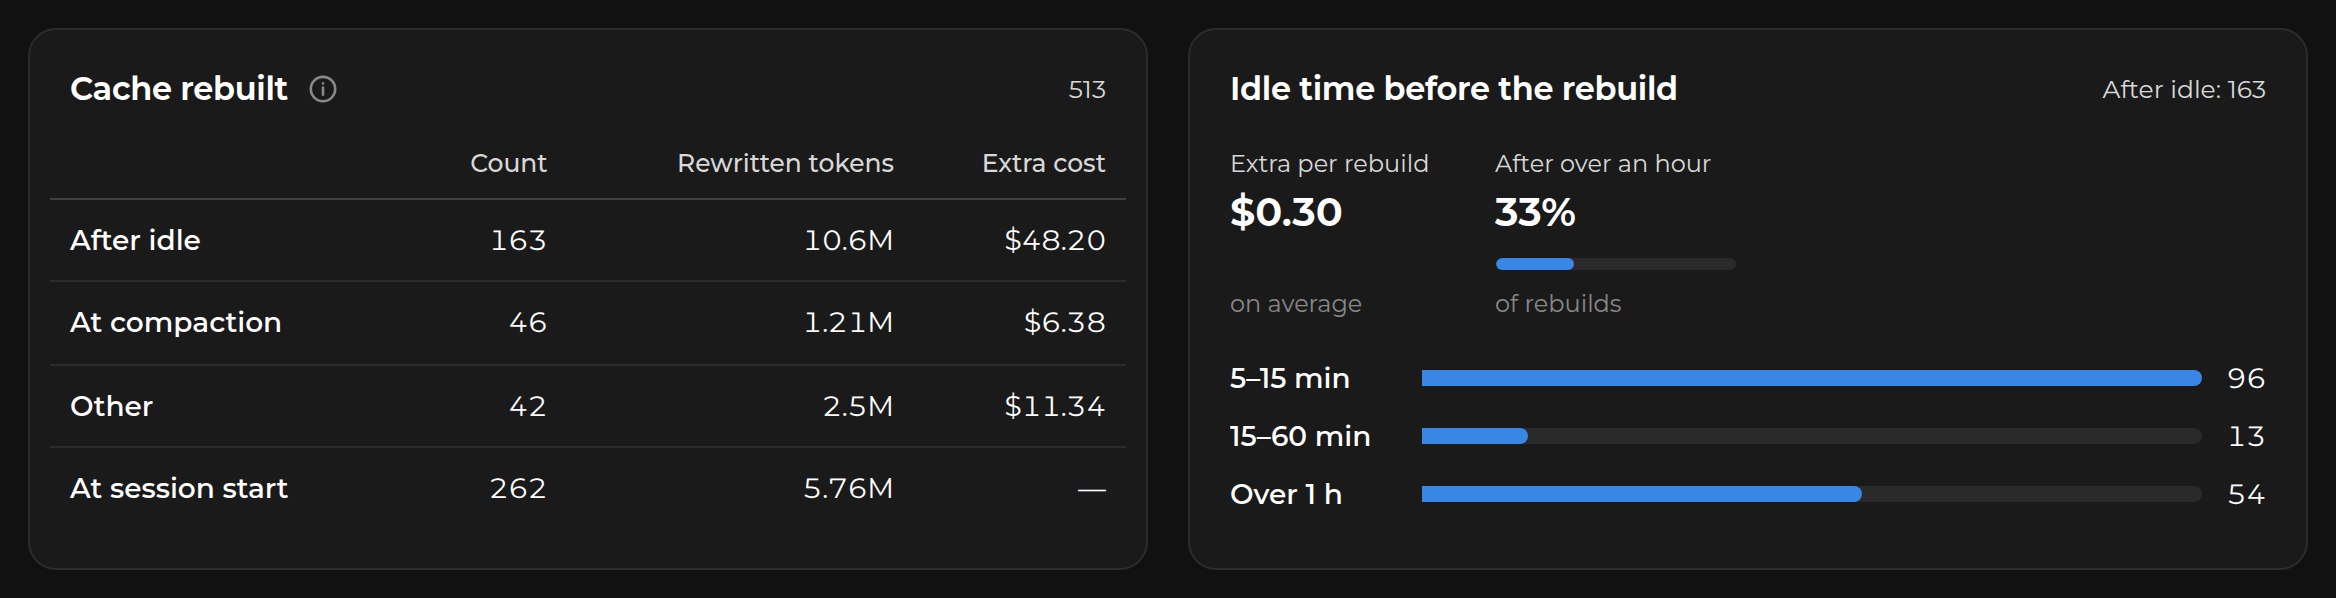 Cache rebuilt
513
Count Rewritten tokens Extra cost
After idle 163 10.6M $48.20
At compaction 46 1.21M $6.38
Other 42 2.5M $11.34
At session start 262 5.76M —
Idle time before the rebuild
After idle: 163
Extra per rebuild
$0.30
on average
After over an hour
33%
of rebuilds
5–15 min 96
15–60 min 13
Over 1 h 54